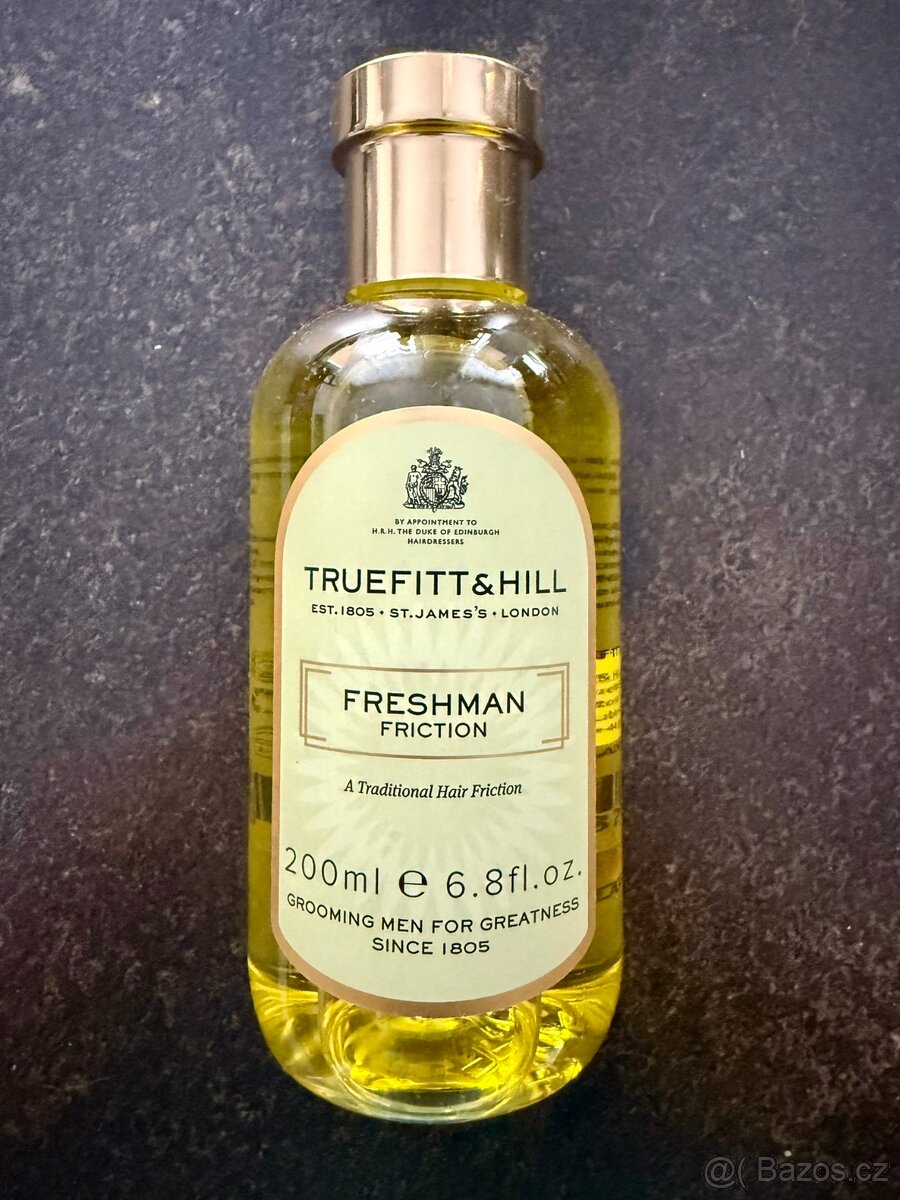 BY APPOINTMENT TO
H.R.H. THE DUKE OF EDINBURGH
HAIRDRESSERS
TRUEFITT&HILL
EST.1805 • ST.JAMES'S • LONDON
FRESHMAN
FRICTION
A Traditional Hair Friction
200ml ℮ 6.8fl.oz.
GROOMING MEN FOR GREATNESS
SINCE 1805
@( Bazos.cz